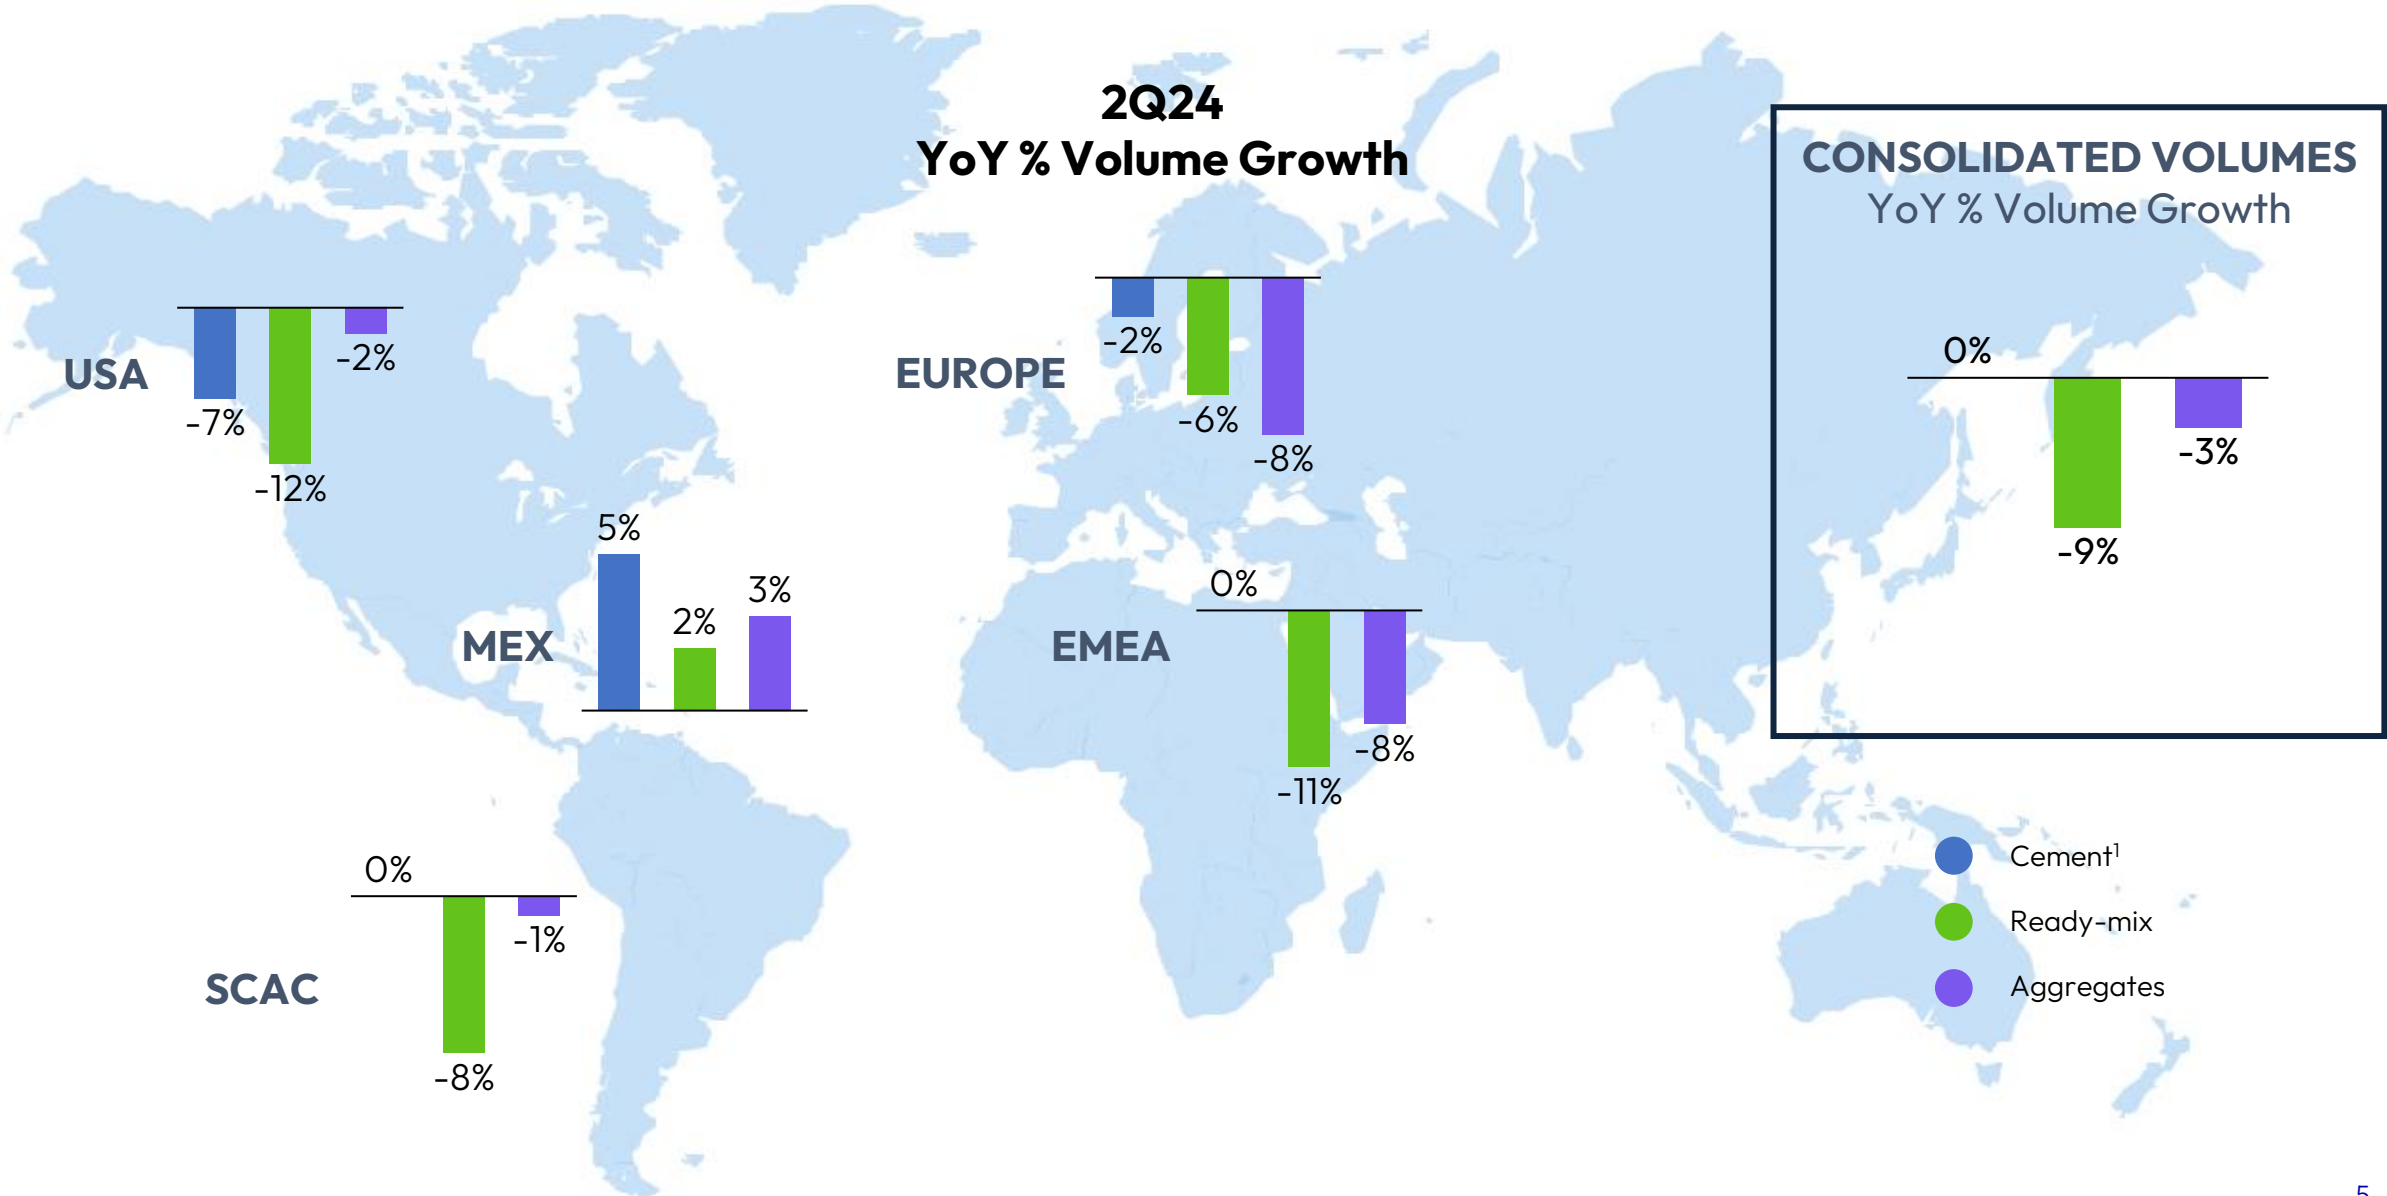 2Q24
YoY % Volume Growth
USA
-7%
-12%
-2%
MEX
5%
2%
3%
SCAC
0%
-8%
-1%
EUROPE
-2%
-6%
-8%
EMEA
0%
-11%
-8%
CONSOLIDATED VOLUMES
YoY % Volume Growth
0%
-9%
-3%
Cement¹
Ready-mix
Aggregates
5